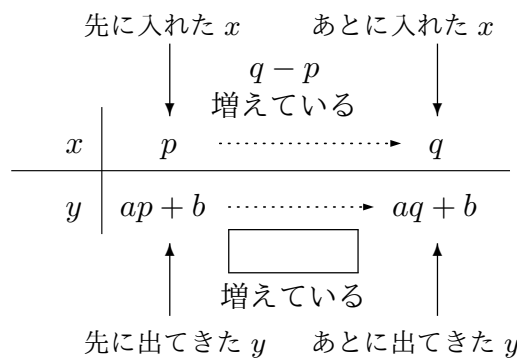 先に入れた x あとに入れた x
q − p
増えている
x p q
y ap + b aq + b
増えている
先に出てきた y あとに出てきた y